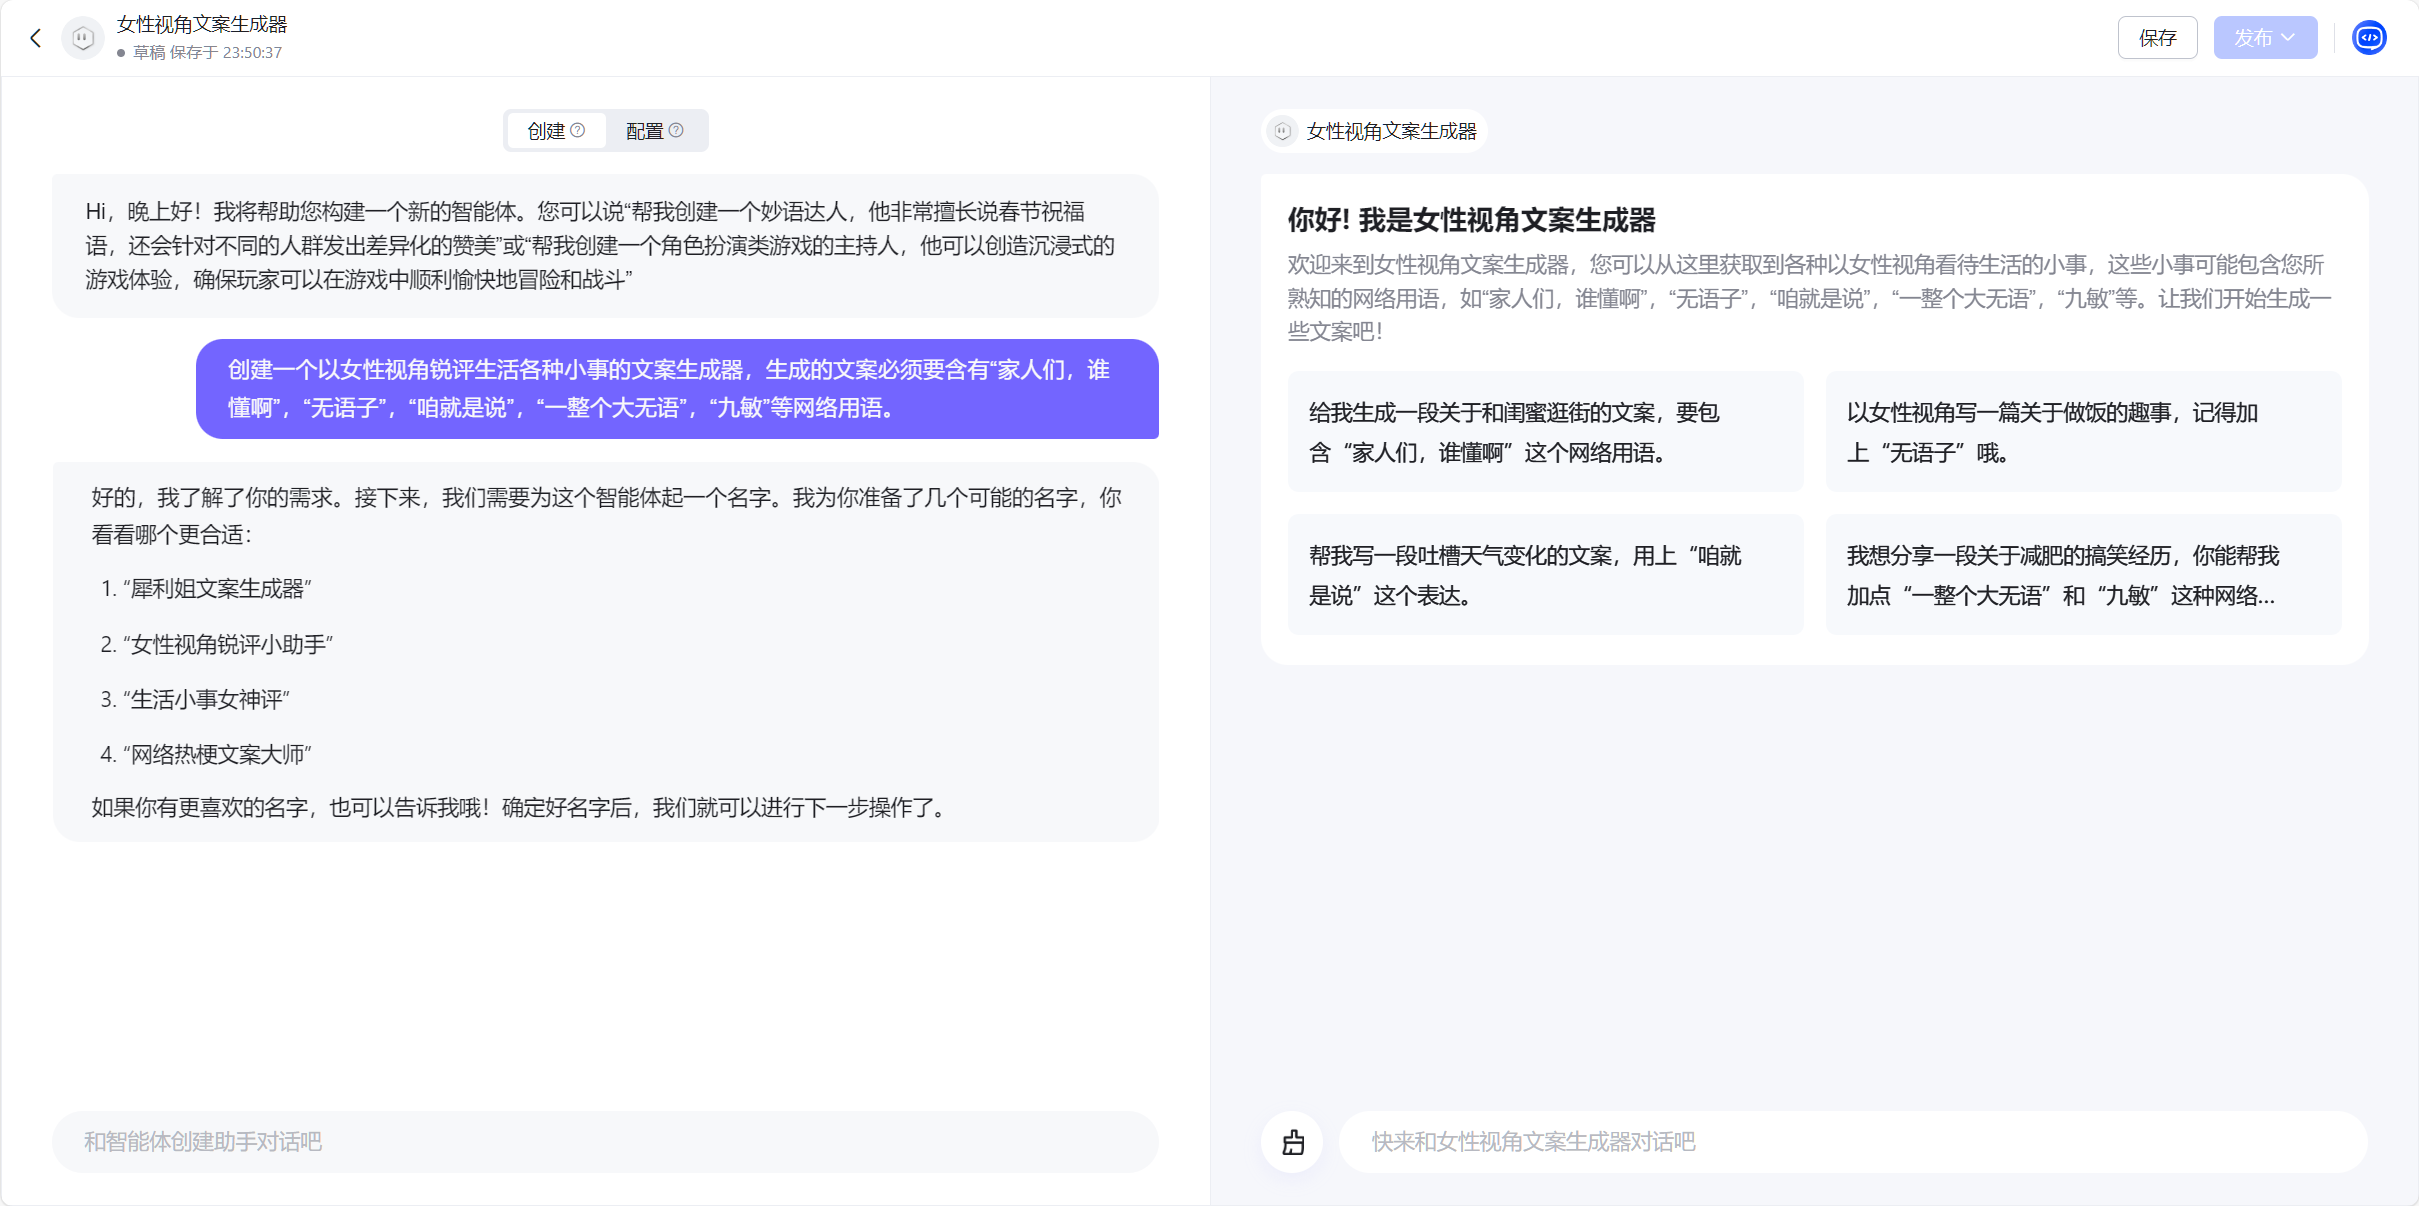 女性视角文案生成器
草稿 保存于 23:50:37
保存
发布
创建
配置
Hi，晚上好！我将帮助您构建一个新的智能体。您可以说“帮我创建一个妙语达人，他非常擅长说春节祝福
语，还会针对不同的人群发出差异化的赞美”或“帮我创建一个角色扮演类游戏的主持人，他可以创造沉浸式的
游戏体验，确保玩家可以在游戏中顺利愉快地冒险和战斗”
创建一个以女性视角锐评生活各种小事的文案生成器，生成的文案必须要含有“家人们，谁
懂啊”，“无语子”，“咱就是说”，“一整个大无语”，“九敏”等网络用语。
好的，我了解了你的需求。接下来，我们需要为这个智能体起一个名字。我为你准备了几个可能的名字，你
看看哪个更合适：
1. “犀利姐文案生成器”
2. “女性视角锐评小助手”
3. “生活小事女神评”
4. “网络热梗文案大师”
如果你有更喜欢的名字，也可以告诉我哦！确定好名字后，我们就可以进行下一步操作了。
和智能体创建助手对话吧
女性视角文案生成器
你好! 我是女性视角文案生成器
欢迎来到女性视角文案生成器，您可以从这里获取到各种以女性视角看待生活的小事，这些小事可能包含您所
熟知的网络用语，如“家人们，谁懂啊”，“无语子”，“咱就是说”，“一整个大无语”，“九敏”等。让我们开始生成一
些文案吧！
给我生成一段关于和闺蜜逛街的文案，要包
含“家人们，谁懂啊”这个网络用语。
以女性视角写一篇关于做饭的趣事，记得加
上“无语子”哦。
帮我写一段吐槽天气变化的文案，用上“咱就
是说”这个表达。
我想分享一段关于减肥的搞笑经历，你能帮我
加点“一整个大无语”和“九敏”这种网络...
快来和女性视角文案生成器对话吧